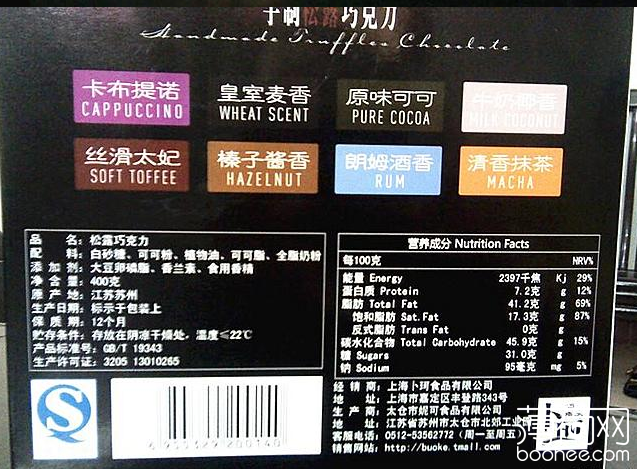 手制松露巧克力
Handmade Truffles Chocolate
卡布提诺
CAPPUCCINO
皇室麦香
WHEAT SCENT
原味可可
PURE COCOA
牛奶椰香
MILK COCONUT
丝滑太妃
SOFT TOFFEE
榛子酱香
HAZELNUT
朗姆酒香
RUM
清香抹茶
MACHA
品 名：松露巧克力
配 料：白砂糖、可可粉、植物油、可可脂、全脂奶粉
添 加 剂：大豆卵磷脂、香兰素、食用香精
净 含 量：400克
原 产 地：江苏苏州
生产日期：标示于包装上
保 质 期：12个月
贮存条件：存放在阴凉干燥处，温度≤22℃
产品标准号：GB/T 19343
生产许可证：3205 13010265
营养成分 Nutrition Facts
每100克 NRV%
能量 Energy 2397千焦 Kj 29%
蛋白质 Protein 7.2克 g 12%
脂肪 Total Fat 41.2克 g 69%
饱和脂肪 Sat.Fat 17.3克 g 87%
反式脂肪 Trans Fat 0克 g
碳水化合物 Total Carbohydrate 45.9克 g 15%
糖 Sugars 31.0克 g
钠 Sodium 95毫克 mg 5%
经 销 商：上海卜珂食品有限公司
地 址：上海市嘉定区丰登路343号
生 产 商：太仓市妮可食品有限公司
地 址：江苏省苏州市太仓市北郊工业
客服电话：0512-53562772（周一至周五）
销售网站：http://buoke.tmall.com
S
6 955329 200140
网
boonee.com